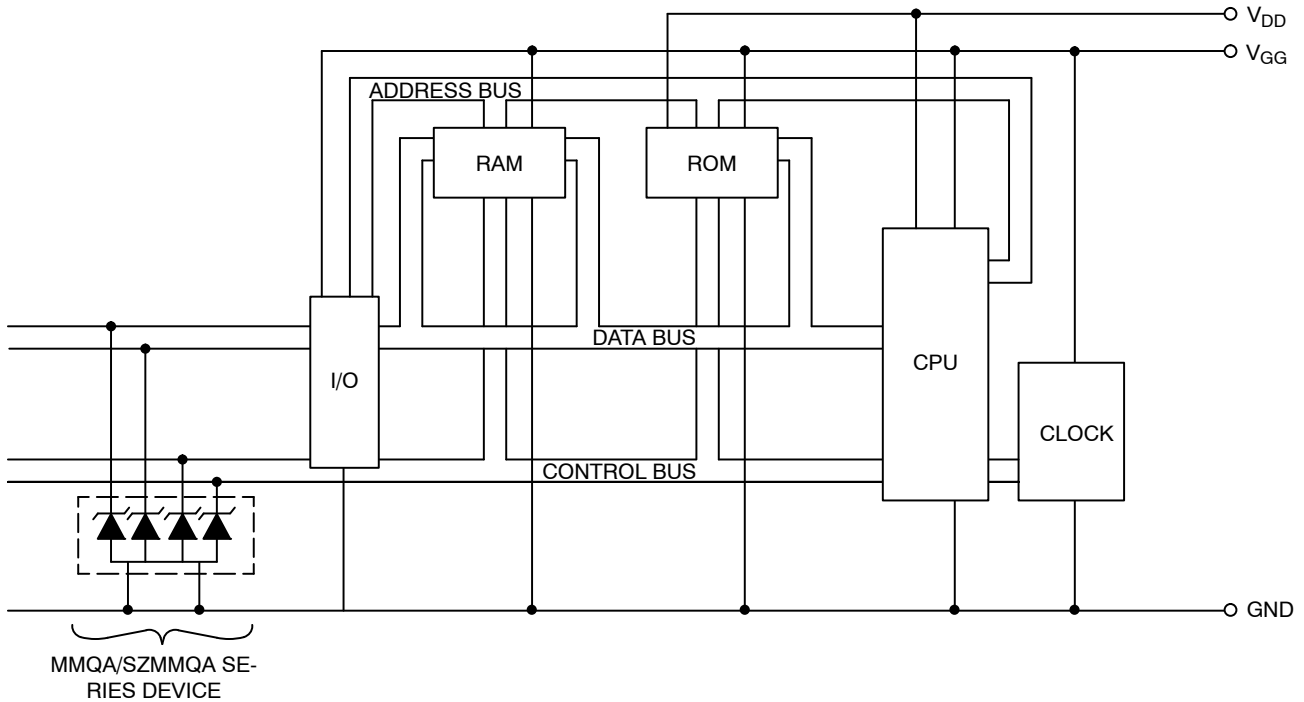 V_DD
V_GG
ADDRESS BUS
RAM
ROM
DATA BUS
CPU
I/O
CLOCK
CONTROL BUS
GND
MMQA/SZMMQA SE-
RIES DEVICE